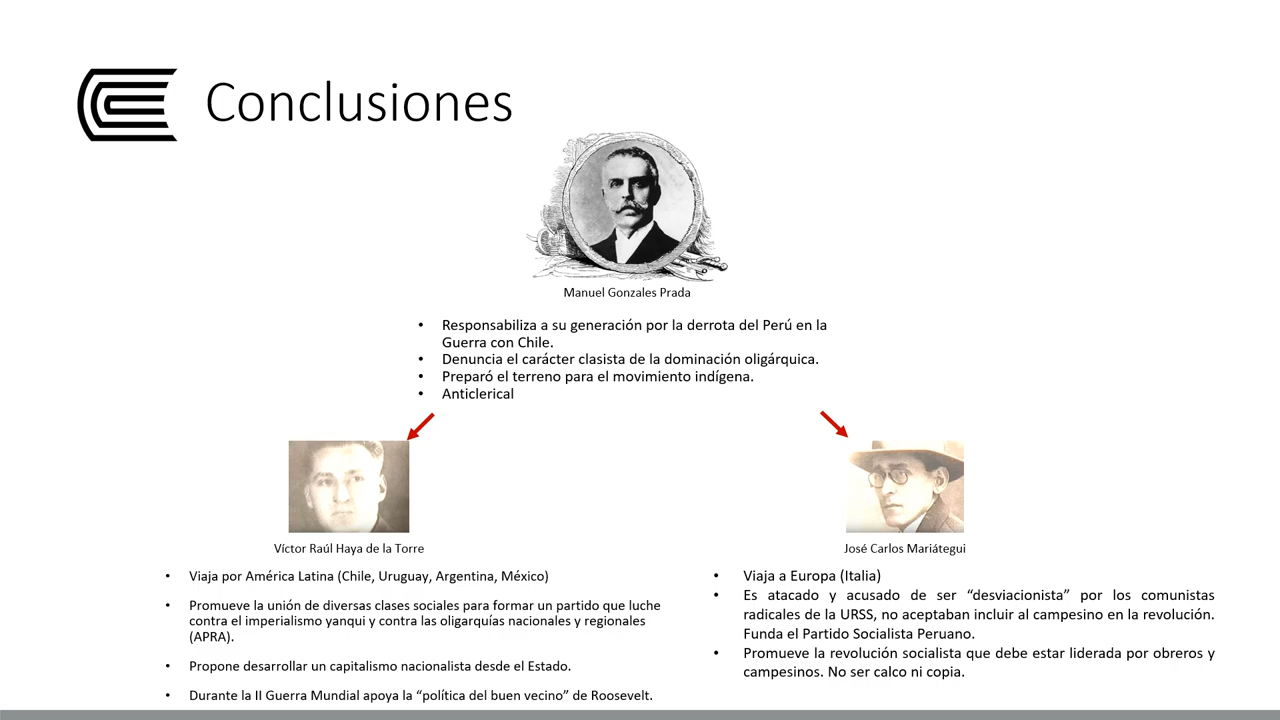 Conclusiones
Manuel Gonzales Prada
• Responsabiliza a su generación por la derrota del Perú en la
Guerra con Chile.
• Denuncia el carácter clasista de la dominación oligárquica.
• Preparó el terreno para el movimiento indígena.
• Anticlerical
Víctor Raúl Haya de la Torre
• Viaja por América Latina (Chile, Uruguay, Argentina, México)
• Promueve la unión de diversas clases sociales para formar un partido que luche
contra el imperialismo yanqui y contra las oligarquías nacionales y regionales
(APRA).
• Propone desarrollar un capitalismo nacionalista desde el Estado.
• Durante la II Guerra Mundial apoya la “política del buen vecino” de Roosevelt.
José Carlos Mariátegui
• Viaja a Europa (Italia)
• Es atacado y acusado de ser “desviacionista” por los comunistas
radicales de la URSS, no aceptaban incluir al campesino en la revolución.
Funda el Partido Socialista Peruano.
• Promueve la revolución socialista que debe estar liderada por obreros y
campesinos. No ser calco ni copia.